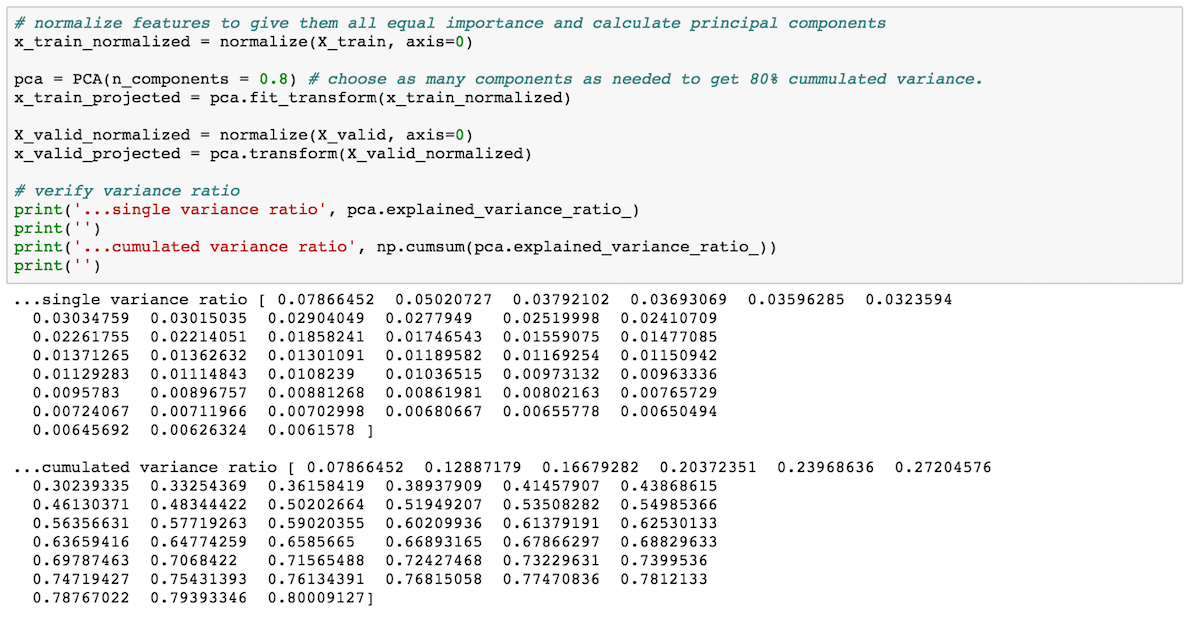 # normalize features to give them all equal importance and calculate principal components
x_train_normalized = normalize(X_train, axis=0)
pca = PCA(n_components = 0.8) # choose as many components as needed to get 80% cummulated variance.
x_train_projected = pca.fit_transform(x_train_normalized)
X_valid_normalized = normalize(X_valid, axis=0)
x_valid_projected = pca.transform(X_valid_normalized)
# verify variance ratio
print('...single variance ratio', pca.explained_variance_ratio_)
print('')
print('...cumulated variance ratio', np.cumsum(pca.explained_variance_ratio_))
print('')
...single variance ratio [ 0.07866452 0.05020727 0.03792102 0.03693069 0.03596285 0.0323594
0.03034759 0.03015035 0.02904049 0.0277949 0.02519998 0.02410709
0.02261755 0.02214051 0.01858241 0.01746543 0.01559075 0.01477085
0.01371265 0.01362632 0.01301091 0.01189582 0.01169254 0.01150942
0.01129283 0.01114843 0.0108239 0.01036515 0.00973132 0.00963336
0.0095783 0.00896757 0.00881268 0.00861981 0.00802163 0.00765729
0.00724067 0.00711966 0.00702998 0.00680667 0.00655778 0.00650494
0.00645692 0.00626324 0.0061578 ]
...cumulated variance ratio [ 0.07866452 0.12887179 0.16679282 0.20372351 0.23968636 0.27204576
0.30239335 0.33254369 0.36158419 0.38937909 0.41457907 0.43868615
0.46130371 0.48344422 0.50202664 0.51949207 0.53508282 0.54985366
0.56356631 0.57719263 0.59020355 0.60209936 0.61379191 0.62530133
0.63659416 0.64774259 0.6585665 0.66893165 0.67866297 0.68829633
0.69787463 0.7068422 0.71565488 0.72427468 0.73229631 0.7399536
0.74719427 0.75431393 0.76134391 0.76815058 0.77470836 0.7812133
0.78767022 0.79393346 0.80009127]